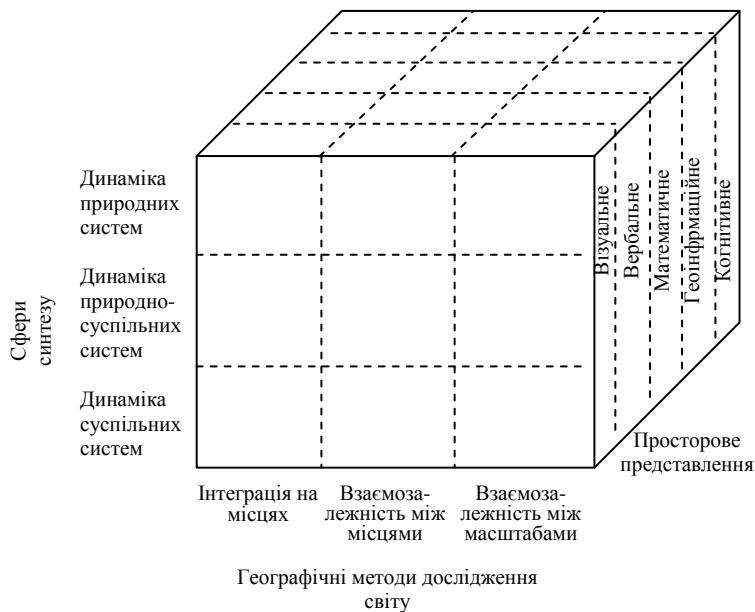 Динаміка
природних
систем
Динаміка
природно-
суспільних
систем
Динаміка
суспільних
систем
Сфери
синтезу
Візуальне
Вербальне
Математичне
Геоінфрмаційне
Когнітивне
Просторове
представлення
Інтеграція на
місцях
Взаємоза-
лежність між
місцями
Взаємоза-
лежність між
масштабами
Географічні методи дослідження
світу